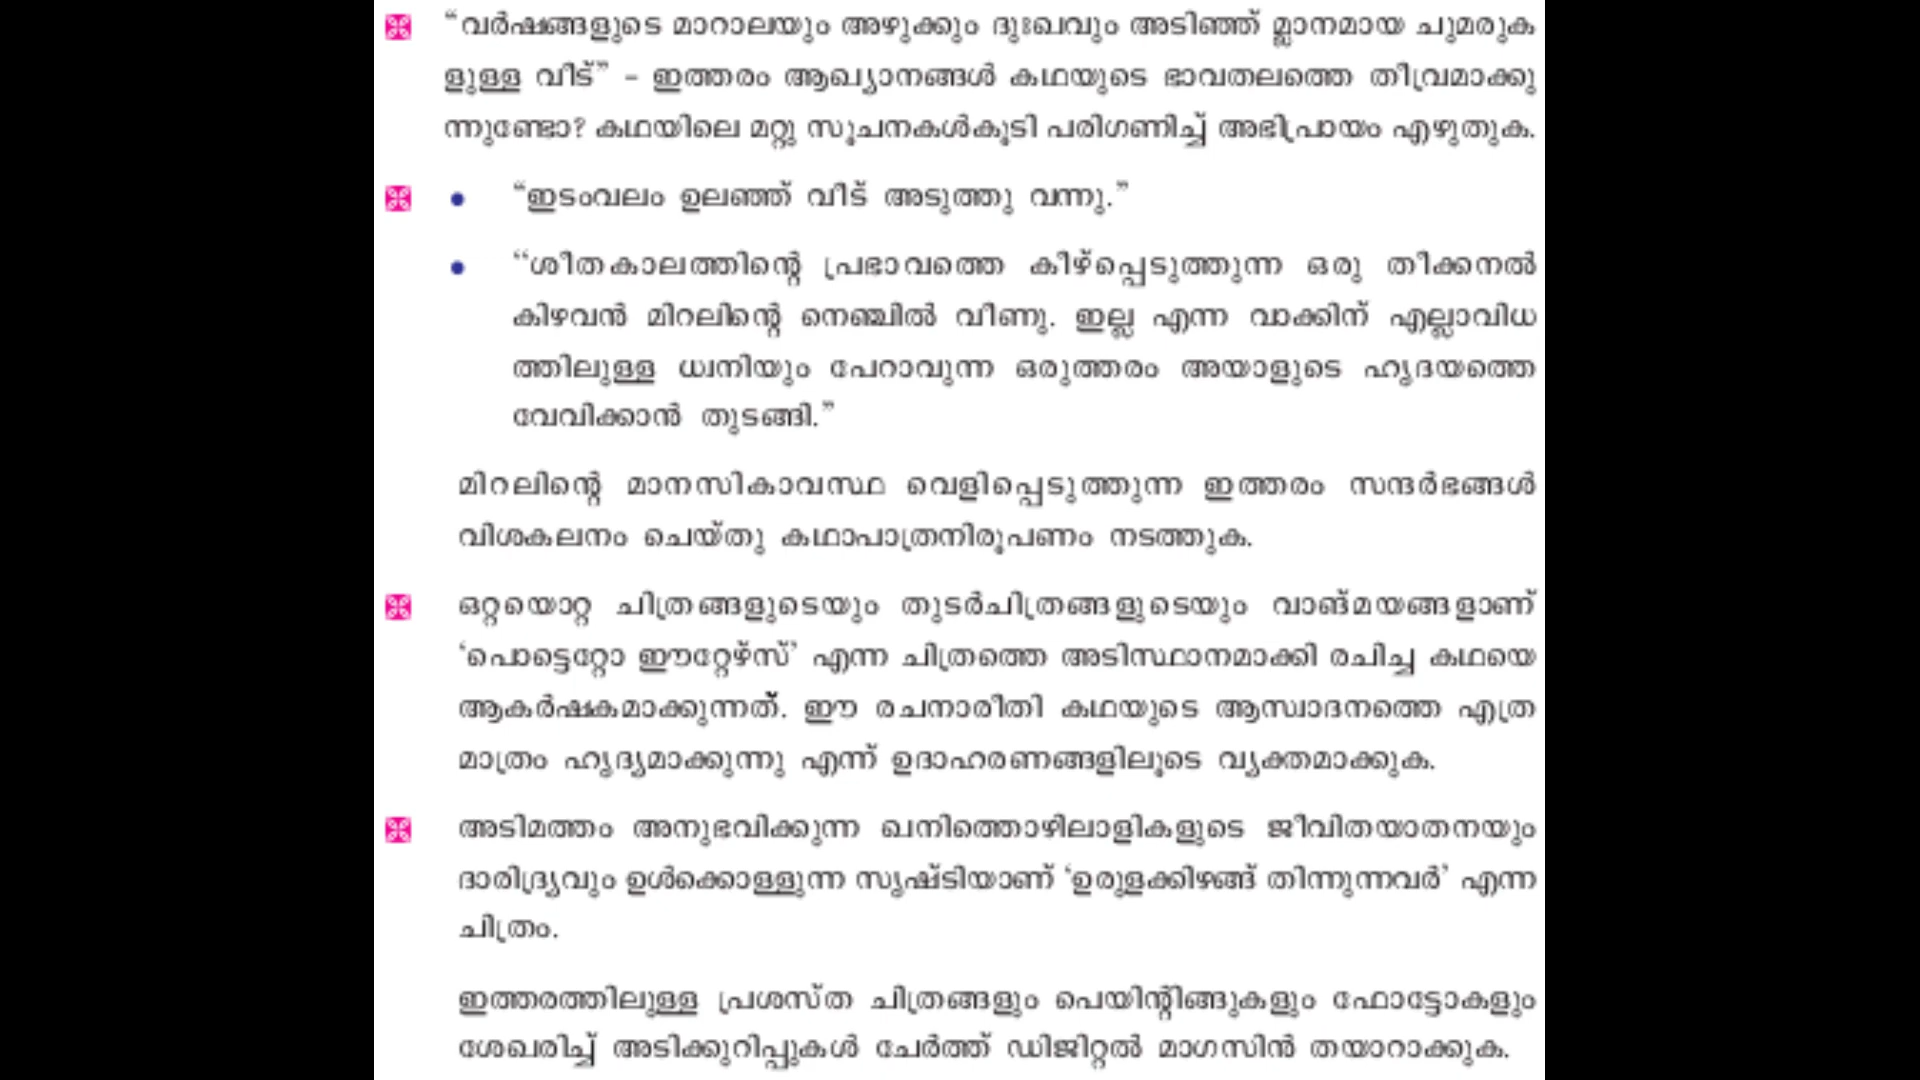 “വർഷങ്ങളുടെ മാറാലയും അഴുക്കും ദുഃഖവും അടിഞ്ഞ് മ്ലാനമായ ചുമരുക
ളുള്ള വീട്” – ഇത്തരം ആഖ്യാനങ്ങൾ കഥയുടെ ഭാവതലത്തെ തീവ്രമാക്കു
ന്നുണ്ടോ? കഥയിലെ മറ്റു സൂചനകൾകൂടി പരിഗണിച്ച് അഭിപ്രായം എഴുതുക.
• “ഇടംവലം ഉലഞ്ഞ് വീട് അടുത്തു വന്നു.”
• “ശീതകാലത്തിന്റെ പ്രഭാവത്തെ കീഴ്പ്പെടുത്തുന്ന ഒരു തീക്കനൽ
കിഴവൻ മിറലിന്റെ നെഞ്ചിൽ വീണു. ഇല്ല എന്ന വാക്കിന് എല്ലാവിധ
ത്തിലുള്ള ധ്വനിയും പേറാവുന്ന ഒരുത്തരം അയാളുടെ ഹൃദയത്തെ
വേവിക്കാൻ തുടങ്ങി.”
മിറലിന്റെ മാനസികാവസ്ഥ വെളിപ്പെടുത്തുന്ന ഇത്തരം സന്ദർഭങ്ങൾ
വിശകലനം ചെയ്തു കഥാപാത്രനിരൂപണം നടത്തുക.
ഒറ്റയൊറ്റ ചിത്രങ്ങളുടെയും തുടർചിത്രങ്ങളുടെയും വാങ്മയങ്ങളാണ്
‘പൊട്ടെറ്റോ ഈറ്റേഴ്സ്’ എന്ന ചിത്രത്തെ അടിസ്ഥാനമാക്കി രചിച്ച കഥയെ
ആകർഷകമാക്കുന്നത്. ഈ രചനാരീതി കഥയുടെ ആസ്വാദനത്തെ എത്ര
മാത്രം ഹൃദ്യമാക്കുന്നു എന്ന് ഉദാഹരണങ്ങളിലൂടെ വ്യക്തമാക്കുക.
അടിമത്തം അനുഭവിക്കുന്ന ഖനിത്തൊഴിലാളികളുടെ ജീവിതയാതനയും
ദാരിദ്ര്യവും ഉൾക്കൊള്ളുന്ന സൃഷ്ടിയാണ് ‘ഉരുളക്കിഴങ്ങ് തിന്നുന്നവർ’ എന്ന
ചിത്രം.
ഇത്തരത്തിലുള്ള പ്രശസ്ത ചിത്രങ്ങളും പെയിന്റിങ്ങുകളും ഫോട്ടോകളും
ശേഖരിച്ച് അടിക്കുറിപ്പുകൾ ചേർത്ത് ഡിജിറ്റൽ മാഗസിൻ തയാറാക്കുക.